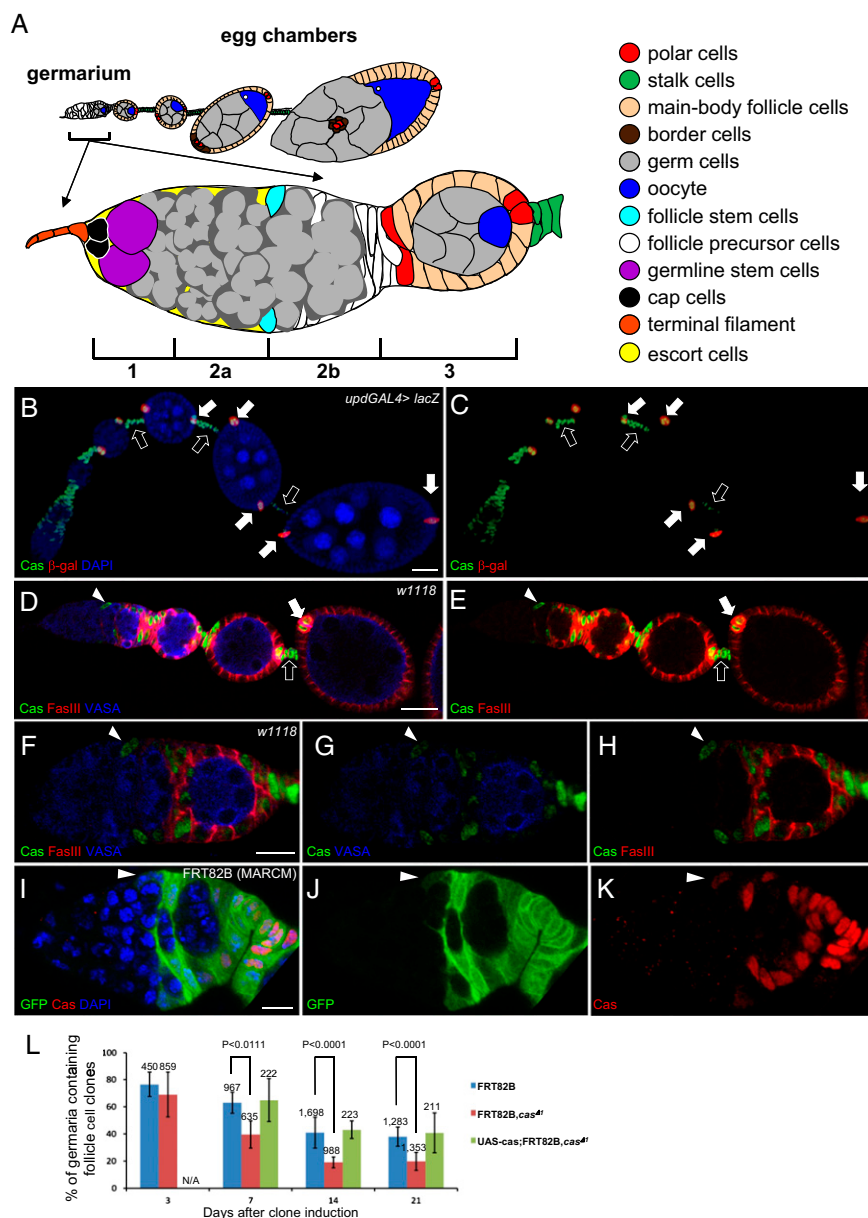 A
egg chambers
germarium
polar cells
stalk cells
main-body follicle cells
border cells
germ cells
oocyte
follicle stem cells
follicle precursor cells
germline stem cells
cap cells
terminal filament
escort cells
1 2a 2b 3
B
updGAL4> lacZ
Cas β-gal DAPI
C
Cas β-gal
D
w1118
Cas FasIII VASA
E
Cas FasIII
F
w1118
Cas FasIII VASA
G
Cas VASA
H
Cas FasIII
I
FRT82B (MARCM)
GFP Cas DAPI
J
GFP
K
Cas
L
% of germaria containing
follicle cell clones
100
80
60
40
20
0
450 859
N/A
P<0.0111
967
635
222
P<0.0001
1,698
988
223
P<0.0001
1,283
1,353
211
3 7 14 21
Days after clone induction
FRT82B
FRT82B,cas
UAS-cas;FRT82B,cas